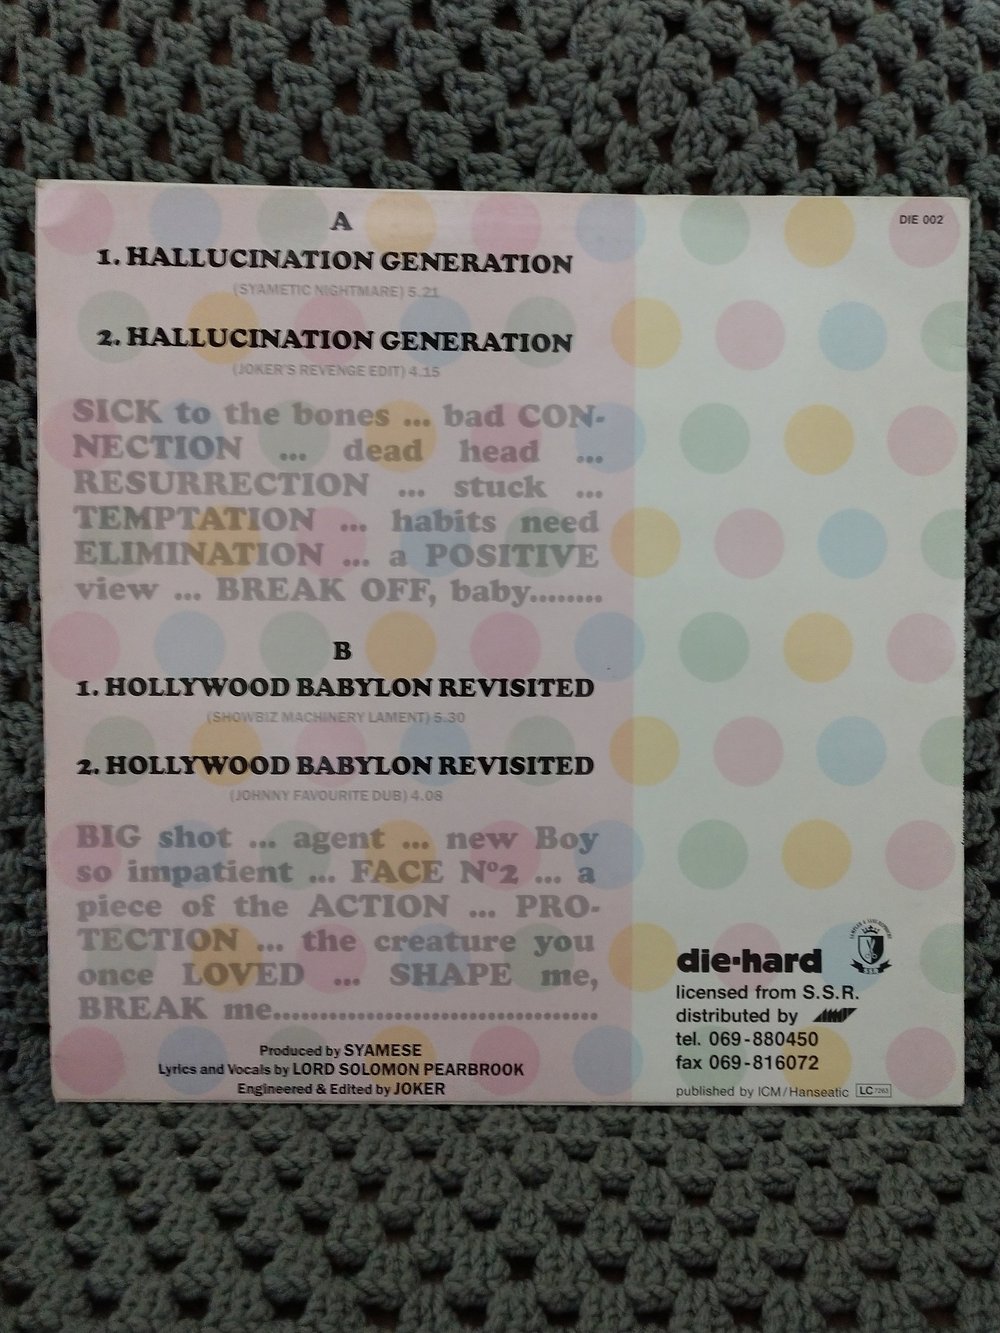 DIE 002
A
1. HALLUCINATION GENERATION
(SYAMETIC NIGHTMARE) 5.21
2. HALLUCINATION GENERATION
(JOKER'S REVENGE EDIT) 4.15
SICK to the bones ... bad CON-
NECTION ... dead head ...
RESURRECTION ... stuck ...
TEMPTATION ... habits need
ELIMINATION ... a POSITIVE
view ... BREAK OFF, baby........
B
1. HOLLYWOOD BABYLON REVISITED
(SHOWBIZ MACHINERY LAMENT) 5.30
2. HOLLYWOOD BABYLON REVISITED
(JOHNNY FAVOURITE DUB) 4.08
BIG shot ... agent ... new Boy
so impatient ... FACE Nº2 ... a
piece of the ACTION ... PRO-
TECTION ... the creature you
once LOVED ... SHAPE me,
BREAK me...................................
Produced by SYAMESE
Lyrics and Vocals by LORD SOLOMON PEARBROOK
Engineered & Edited by JOKER
S.S.R.
die-hard
licensed from S.S.R.
distributed by
tel. 069-880450
fax 069-816072
published by ICM/Hanseatic LC 7265